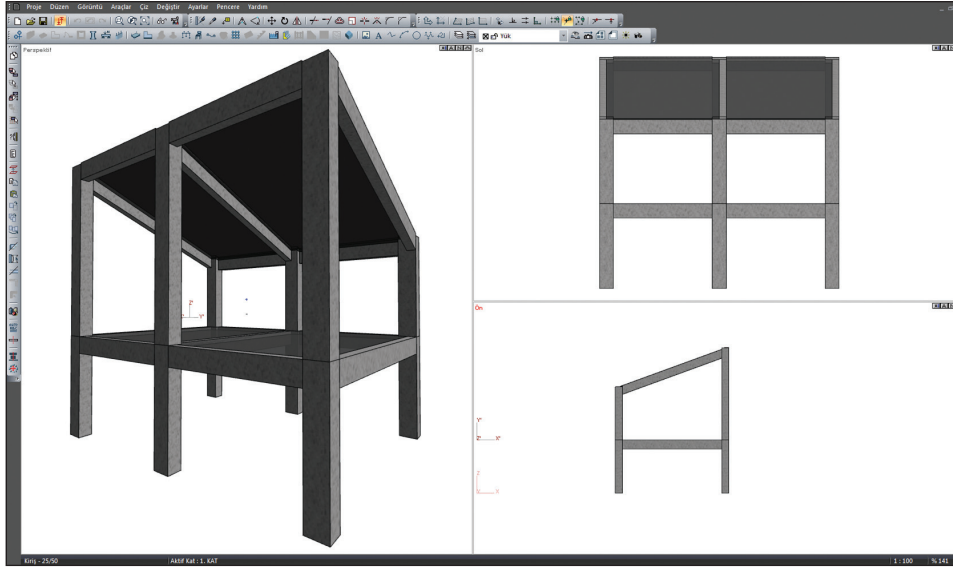 Proje Düzen Görüntü Araçlar Çiz Değiştir Ayarlar Pencere Yardım
Yük
Perspektif
Sol
Ön
Z"
Y"
Y"
Z" X"
Z
X
Kiriş - 25/50 Aktif Kat : 1. KAT 1 : 100 % 141